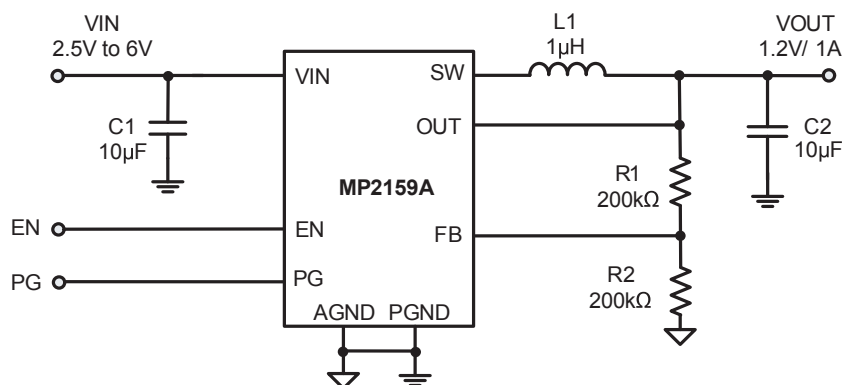 VIN
2.5V to 6V
L1
1µH
VOUT
1.2V/ 1A
VIN
SW
C1
10µF
OUT
C2
10µF
MP2159A
R1
200kΩ
EN
EN
FB
PG
PG
R2
200kΩ
AGND PGND